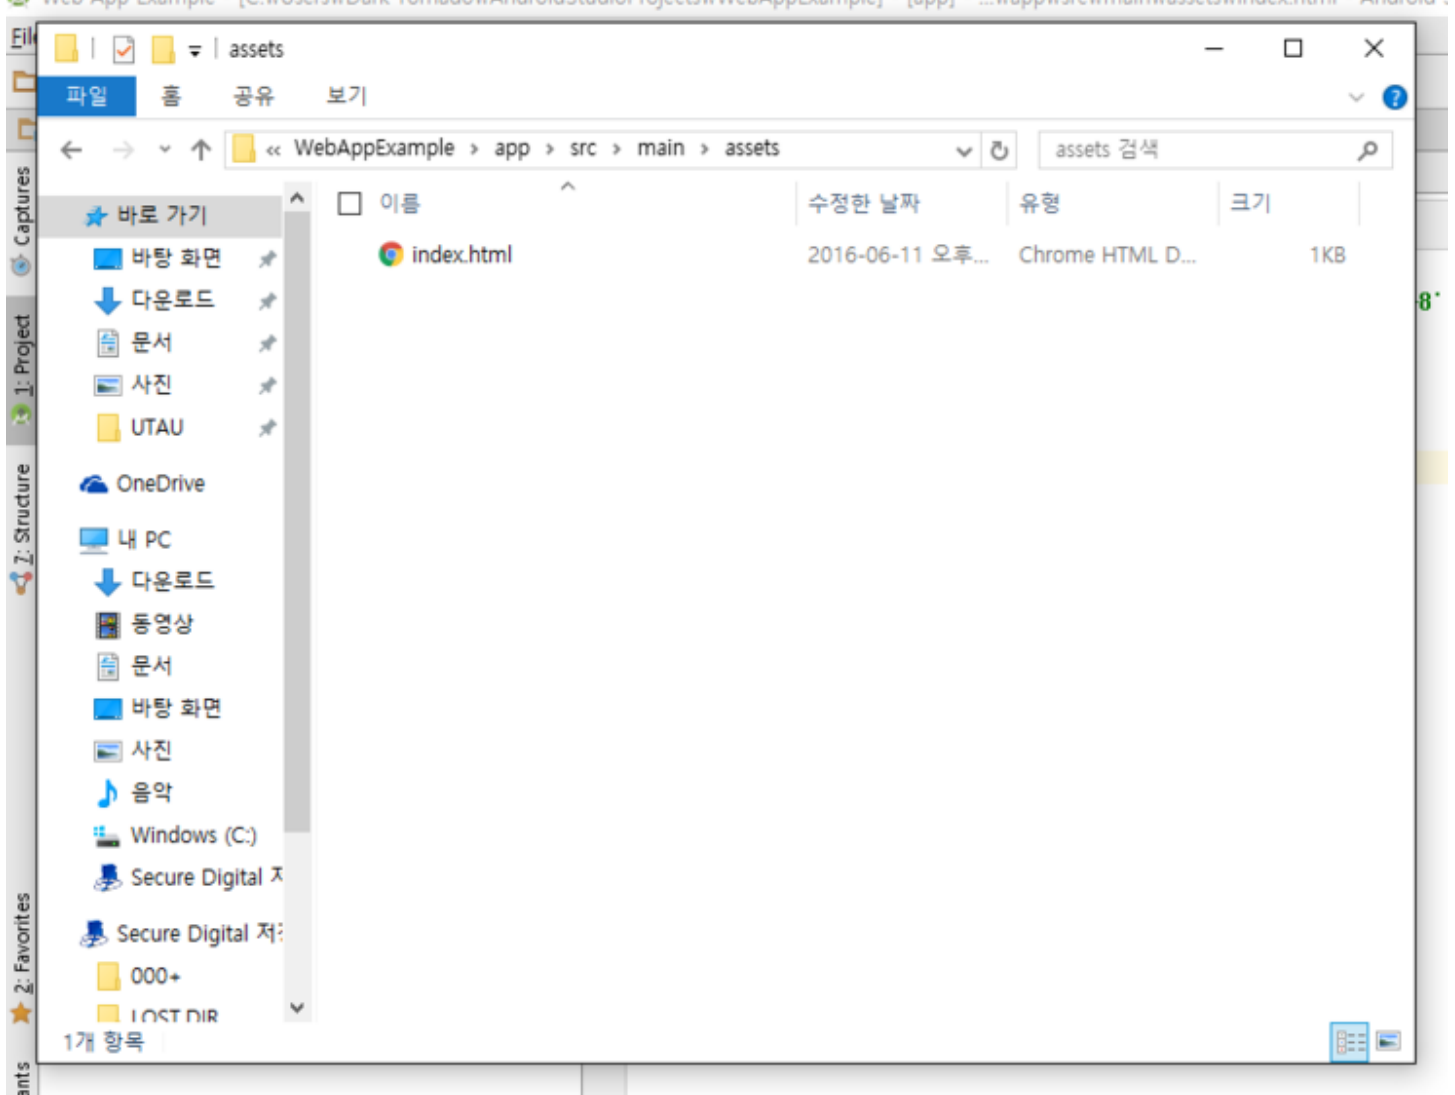 assets
파일 홈 공유 보기
« WebAppExample > app > src > main > assets
assets 검색
이름 수정한 날짜 유형 크기
index.html 2016-06-11 오후... Chrome HTML D... 1KB
바로 가기
바탕 화면
다운로드
문서
사진
UTAU
OneDrive
내 PC
다운로드
동영상
문서
바탕 화면
사진
음악
Windows (C:)
Secure Digital
Secure Digital
000+
LOST.DIR
1개 항목
Captures
1: Project
7: Structure
2: Favorites